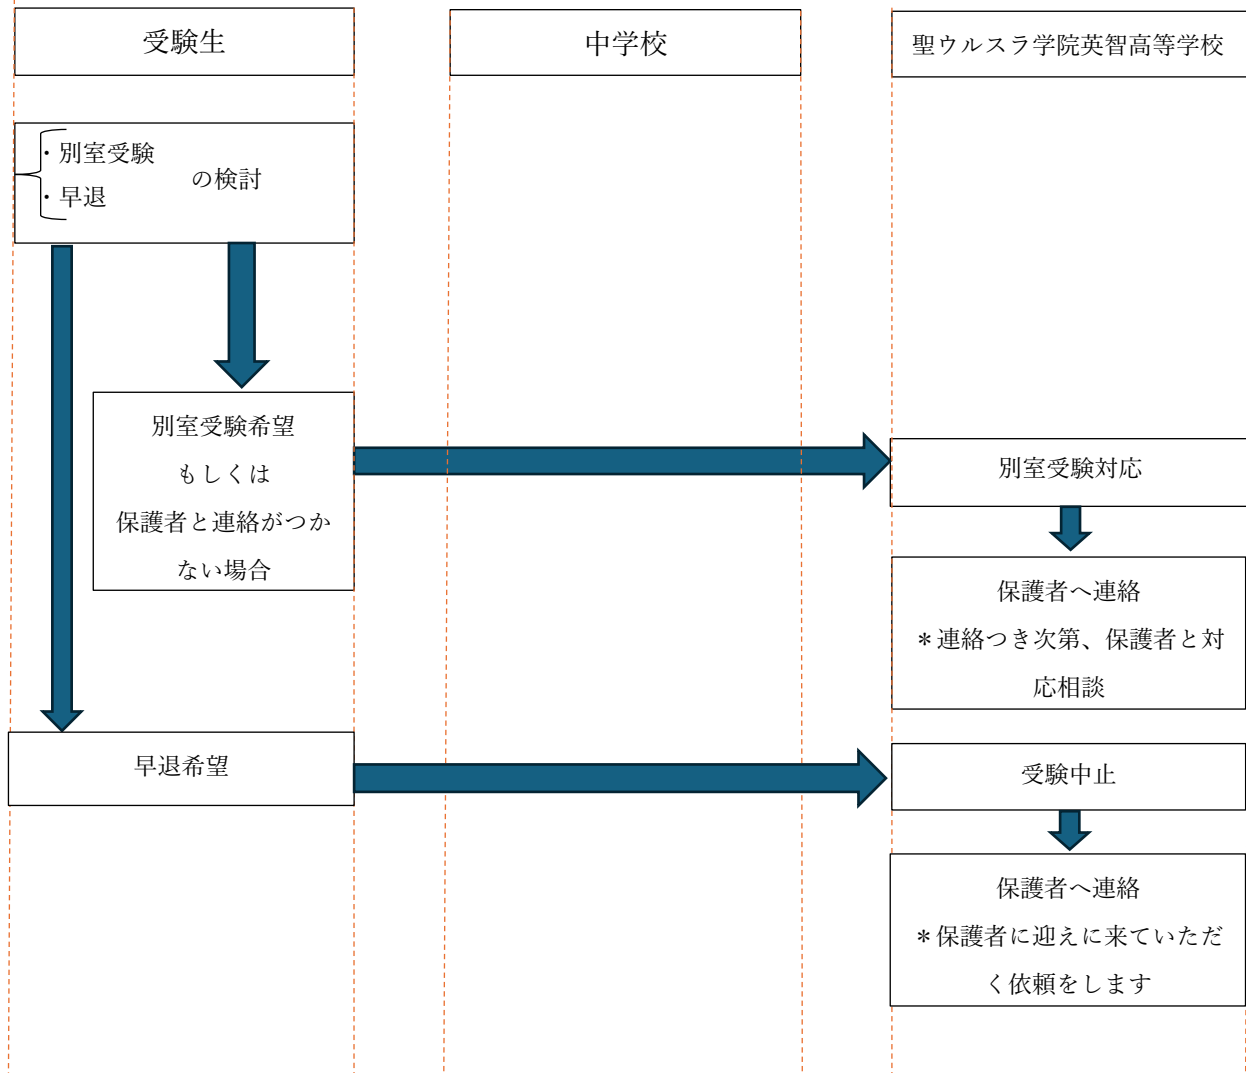 受験生
中学校
聖ウルスラ学院英智高等学校
・別室受験
・早退
の検討
別室受験希望
もしくは
保護者と連絡がつか
ない場合
別室受験対応
保護者へ連絡
＊連絡つき次第、保護者と対
応相談
早退希望
受験中止
保護者へ連絡
＊保護者に迎えに来ていただ
く依頼をします